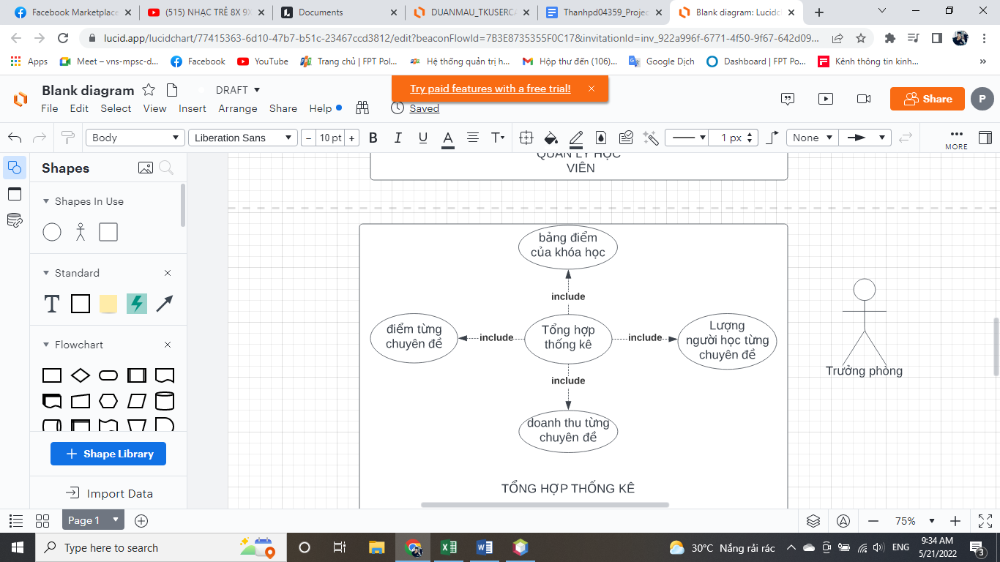 Facebook Marketplace
(515) NHẠC TRẺ 8X 9X
Documents
DUANMAU_TKUSERCA
Thanhpd04359_Projec
Blank diagram: Lucidch
lucid.app/lucidchart/77415363-6d10-47b7-b51c-23467ccd3812/edit?beaconFlowId=7B3E8735355F0C17&invitationId=inv_922a996f-6771-4f50-9f67-642d09...
Apps
Meet – vns-mpsc-d...
Facebook
YouTube
Trang chủ | FPT Pol...
Hệ thống quản trị h...
Hộp thư đến (106)...
Google Dịch
Dashboard | FPT Po...
Kênh thông tin kinh...
»
Blank diagram
DRAFT
Try paid features with a free trial!
File Edit Select View Insert Arrange Share Help
Saved
Share
P
Body
Liberation Sans
− 10 pt +
B I U A T
1 px
None
MORE
Shapes
Shapes In Use
Standard
T
Flowchart
+ Shape Library
Import Data
QUẢN LÝ HỌC
VIÊN
bảng điểm
của khóa học
include
điểm từng
chuyên đề
include
Tổng hợp
thống kê
include
Lượng
người học từng
chuyên đề
include
doanh thu từng
chuyên đề
TỔNG HỢP THỐNG KÊ
Trưởng phòng
Page 1
75%
Type here to search
30°C Nắng rải rác
ENG
9:34 AM
5/21/2022
3